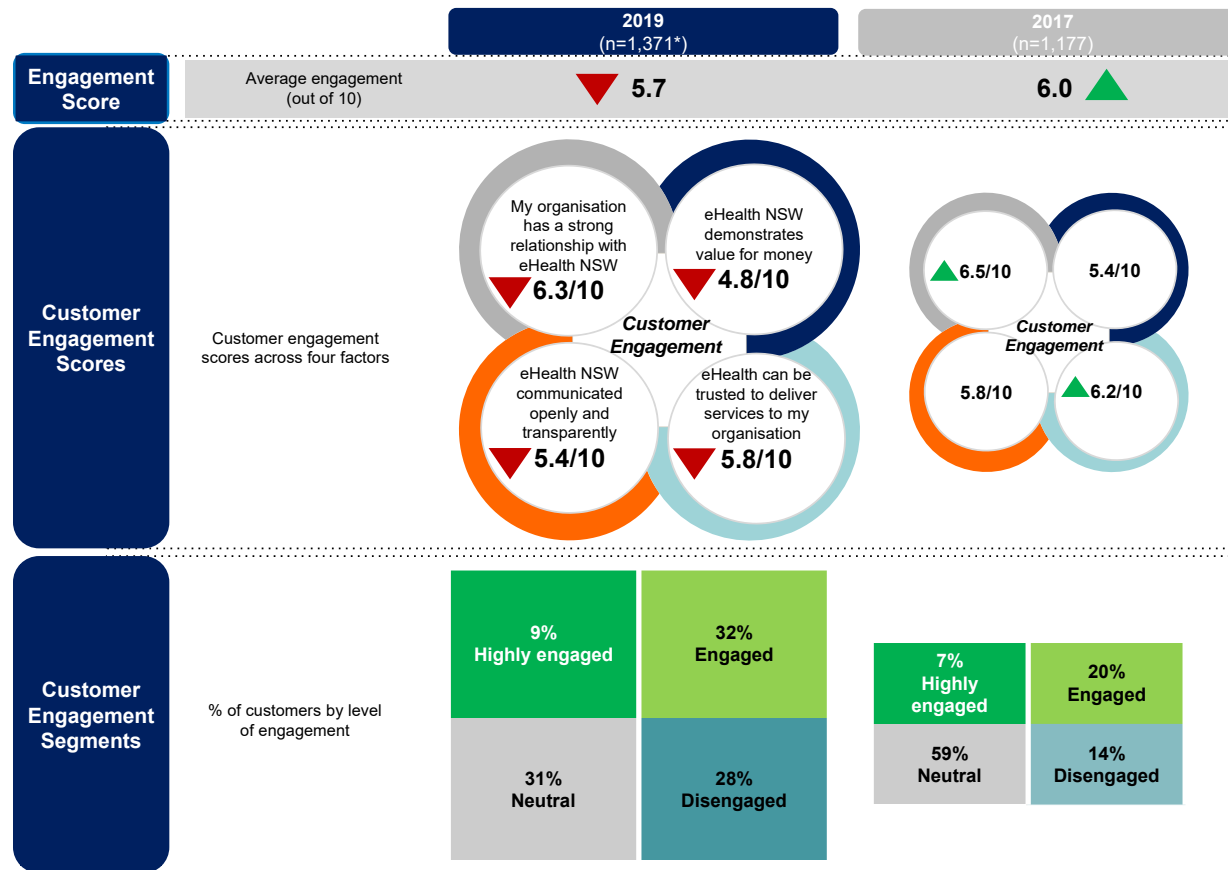 2019
(n=1,371*)
2017
(n=1,177)
Engagement
Score
Average engagement
(out of 10)
5.7
6.0
Customer
Engagement
Scores
Customer engagement
scores across four factors
My organisation
has a strong
relationship with
eHealth NSW
6.3/10
eHealth NSW
demonstrates
value for money
4.8/10
Customer
Engagement
eHealth NSW
communicated
openly and
transparently
5.4/10
eHealth can be
trusted to deliver
services to my
organisation
5.8/10
6.5/10
5.4/10
Customer
Engagement
5.8/10
6.2/10
Customer
Engagement
Segments
% of customers by level
of engagement
9%
Highly engaged
32%
Engaged
31%
Neutral
28%
Disengaged
7%
Highly
engaged
20%
Engaged
59%
Neutral
14%
Disengaged